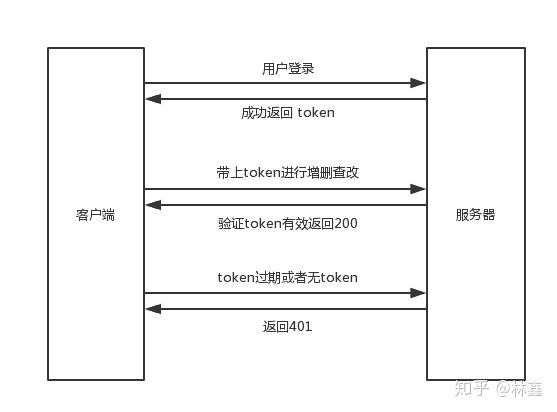 用户登录
成功返回 token
带上token进行增删查改
客户端
服务器
验证token有效返回200
token过期或者无token
返回401
知乎 @林鑫